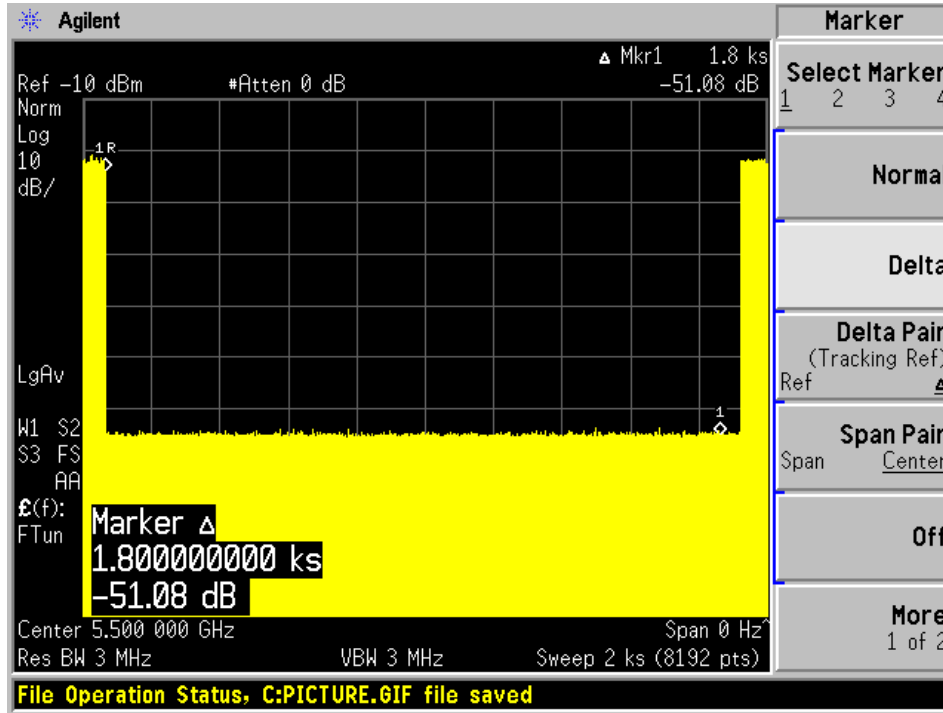 Agilent
Marker
Δ Mkr1 1.8 ks
Ref -10 dBm #Atten 0 dB -51.08 dB
Norm
Log
10
dB/
1R
LgAv
1
W1 S2
S3 FS
AA
£(f):
FTun
Marker Δ
1.800000000 ks
-51.08 dB
Center 5.500 000 GHz Span 0 Hz^
Res BW 3 MHz VBW 3 MHz Sweep 2 ks (8192 pts)
File Operation Status, C:PICTURE.GIF file saved
Select Marker
1 2 3 4
Norma
Delta
Delta Pair
(Tracking Ref)
Ref Δ
Span Pair
Span Center
Off
More
1 of 2